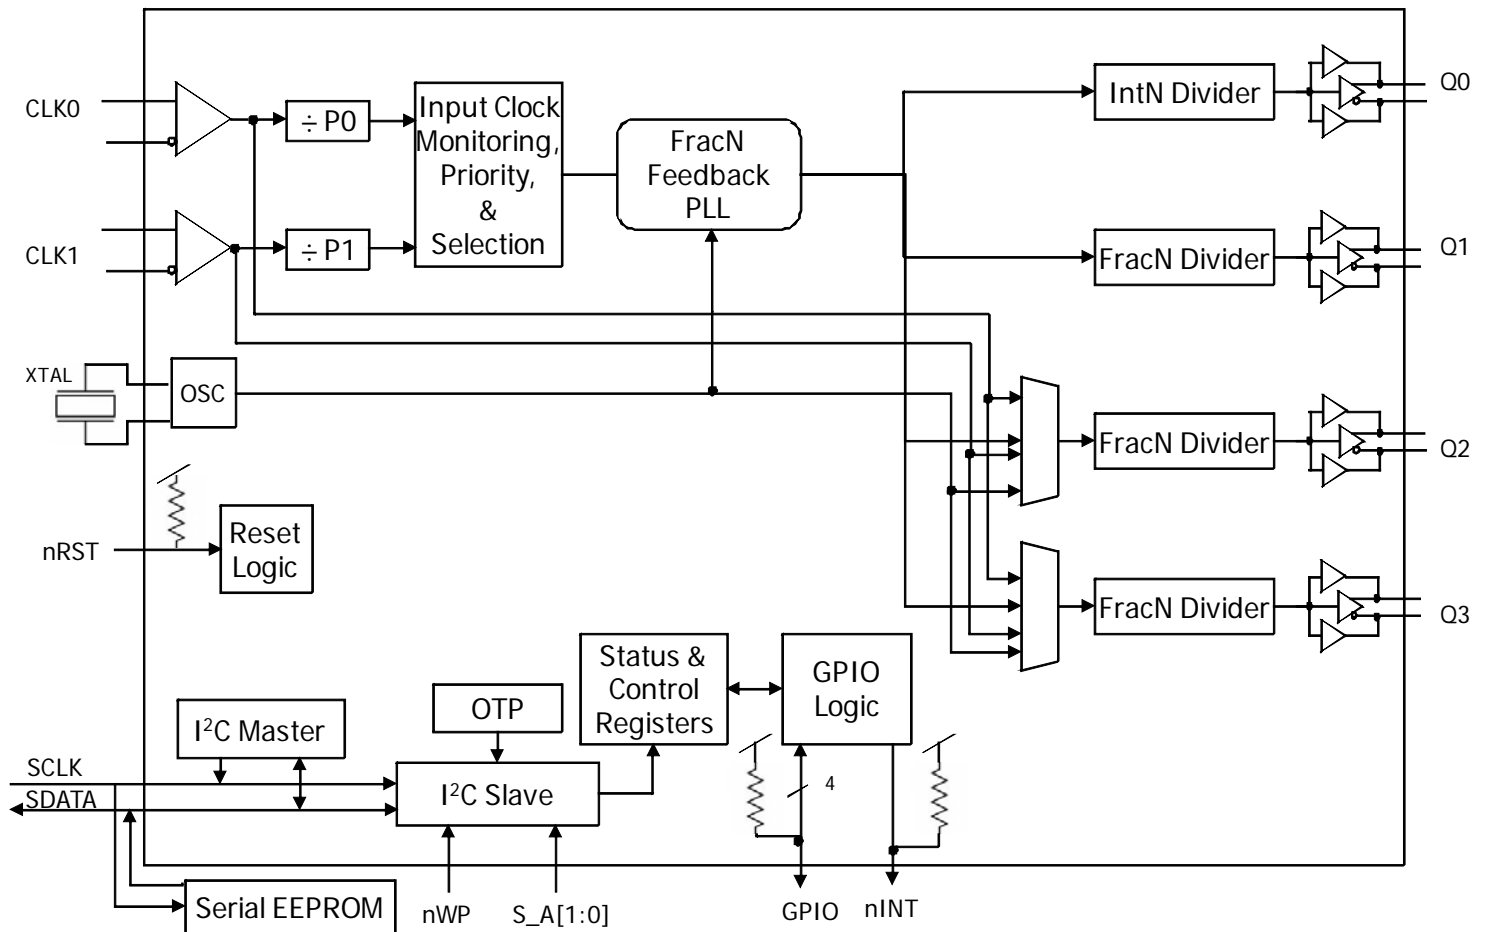 CLK0
÷ P0
Input Clock
Monitoring,
Priority,
&
Selection
FracN
Feedback
PLL
IntN Divider
Q0
CLK1
÷ P1
FracN Divider
Q1
XTAL
OSC
FracN Divider
Q2
nRST
Reset
Logic
FracN Divider
Q3
Status &
Control
Registers
GPIO
Logic
I²C Master
OTP
SCLK
SDATA
I²C Slave
4
Serial EEPROM
nWP
S_A[1:0]
GPIO
nINT